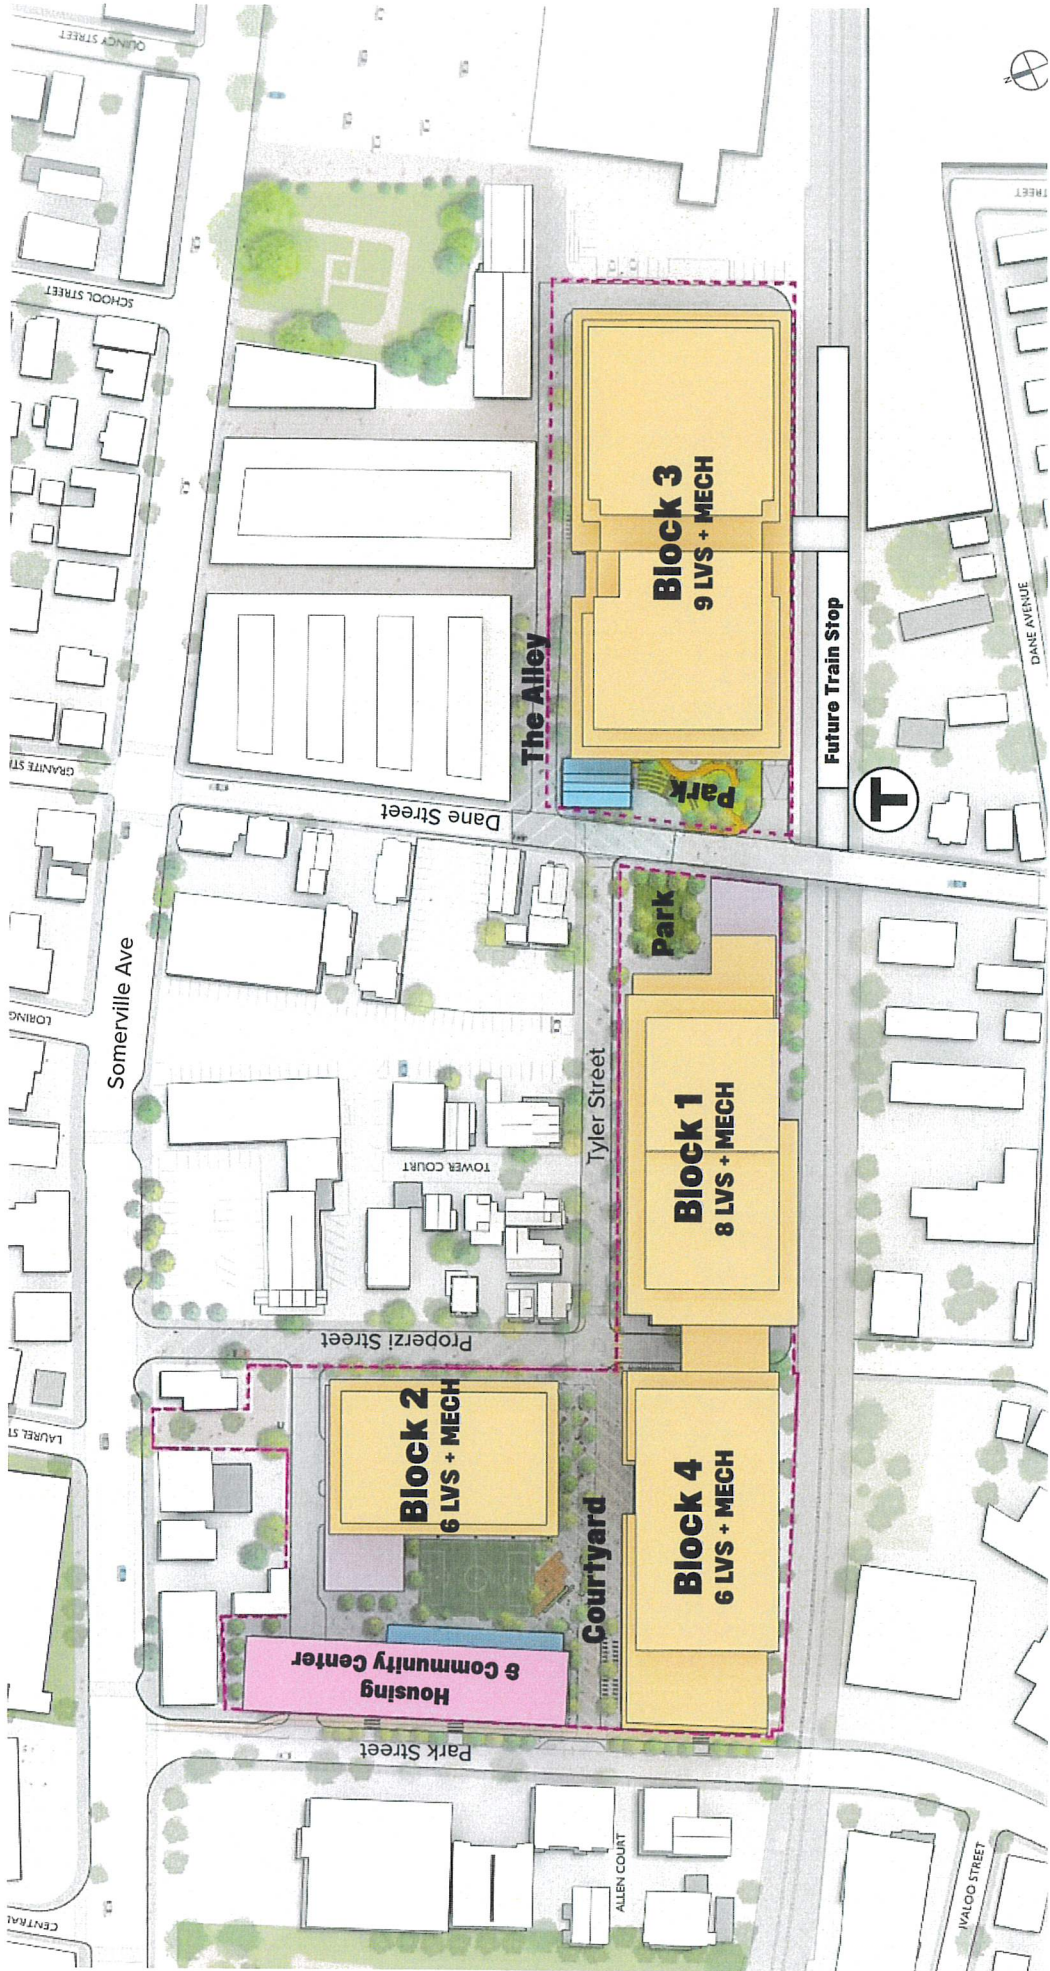 QUINCY STREET
N
STREET
SCHOOL STREET
Block 3
9 LVS + MECH
DANE AVENUE
The Alley
Future Train Stop
T
GRANITE
Dane Street
Park
Park
Somerville Ave
LORING
Tyler Street
Block 1
8 LVS + MECH
TOWER COURT
Properzi Street
LAUREL
Block 2
6 LVS + MECH
Courtyard
Block 4
6 LVS + MECH
Housing
& Community Center
Park Street
ALLEN COURT
IVALOO STREET
CENTRAL